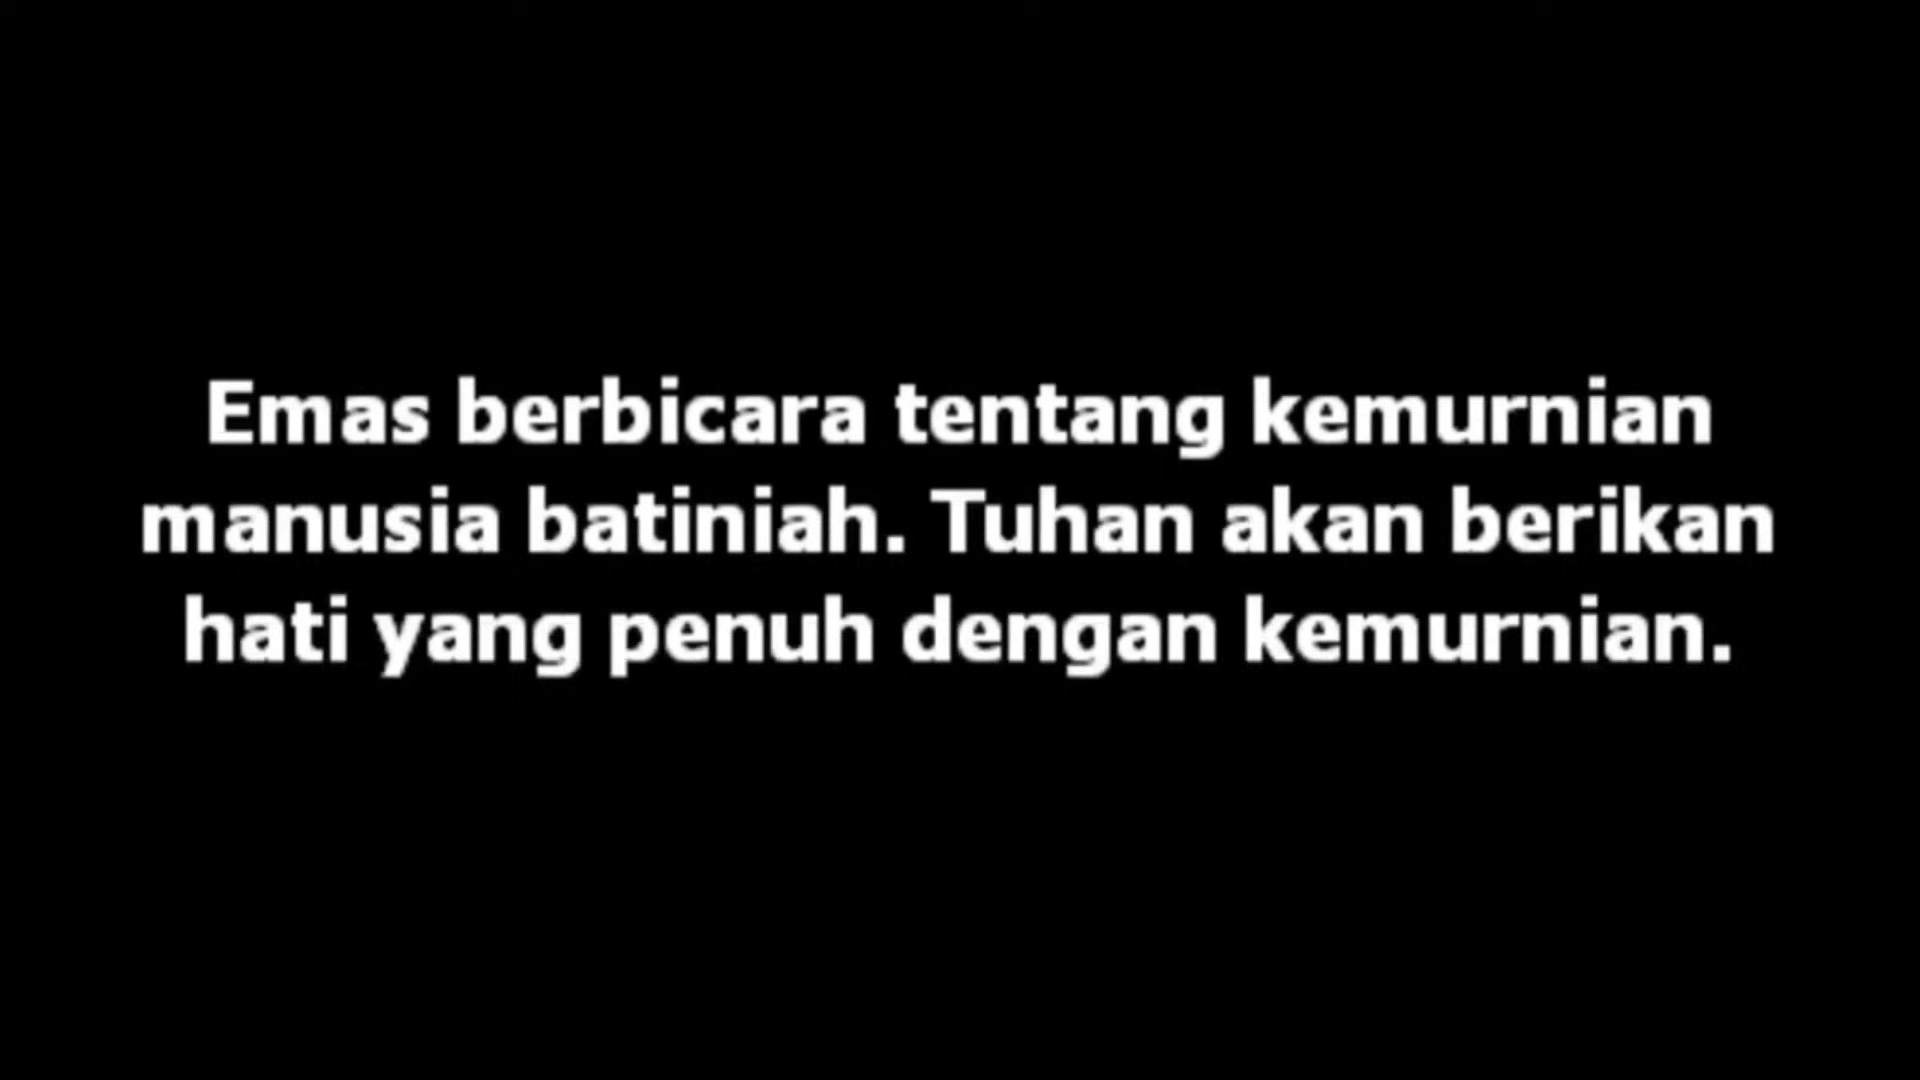 Emas berbicara tentang kemurnian
manusia batiniah. Tuhan akan berikan
hati yang penuh dengan kemurnian.